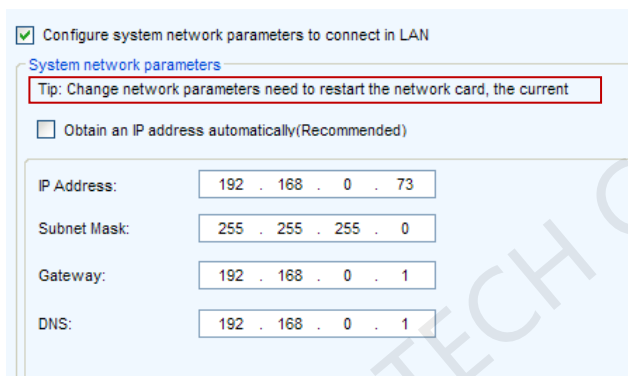 Configure system network parameters to connect in LAN
System network parameters
Tip: Change network parameters need to restart the network card, the current
Obtain an IP address automatically(Recommended)
IP Address: 192 . 168 . 0 . 73
Subnet Mask: 255 . 255 . 255 . 0
Gateway: 192 . 168 . 0 . 1
DNS: 192 . 168 . 0 . 1
TECH